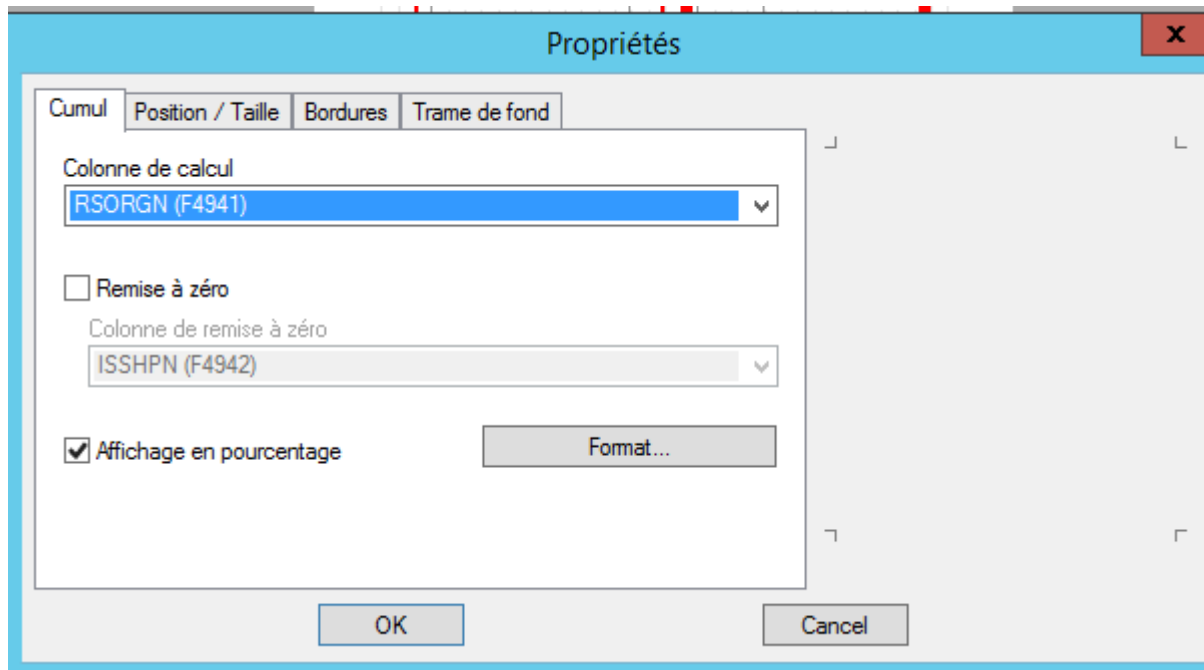 Propriétés
x
Cumul
Position / Taille
Bordures
Trame de fond
Colonne de calcul
RSORGN (F4941)
Remise à zéro
Colonne de remise à zéro
ISSHPN (F4942)
Affichage en pourcentage
Format...
OK
Cancel